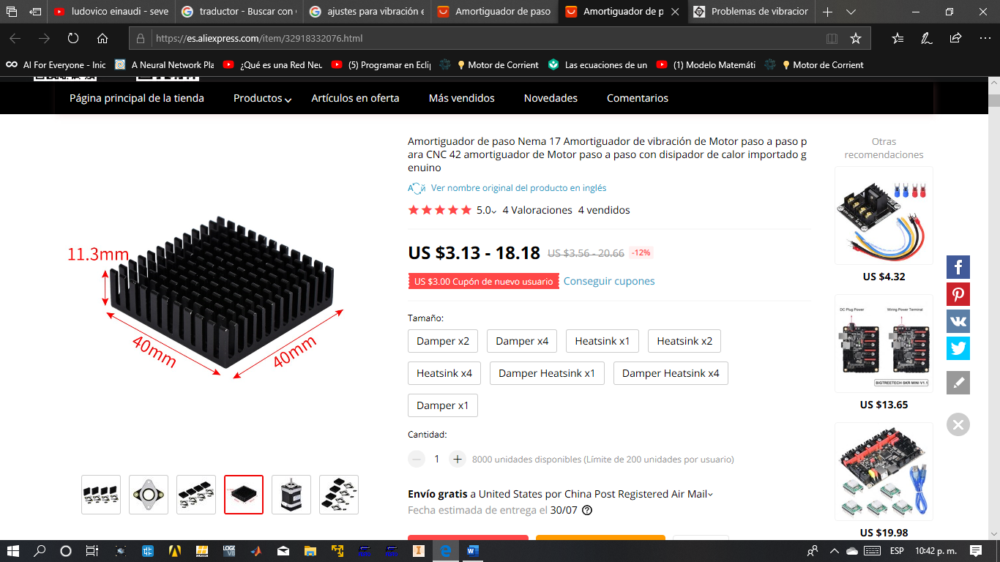 ludovico einaudi - seve
traductor - Buscar con
ajustes para vibración e
Amortiguador de paso
Amortiguador de p
Problemas de vibracior
https://es.aliexpress.com/item/32918332076.html
AI For Everyone - Inic
A Neural Network Pla
¿Qué es una Red Neu
(5) Programar en Ecli
Motor de Corrient
Las ecuaciones de un
(1) Modelo Matemáti
Motor de Corrient
Página principal de la tienda
Productos
Artículos en oferta
Más vendidos
Novedades
Comentarios
11.3mm
40mm
40mm
Amortiguador de paso Nema 17 Amortiguador de vibración de Motor paso a paso p
ara CNC 42 amortiguador de Motor paso a paso con disipador de calor importado g
enuino
Ver nombre original del producto en inglés
5.0 4 Valoraciones 4 vendidos
US $3.13 - 18.18 US $3.56 - 20.66 -12%
US $3.00 Cupón de nuevo usuario Conseguir cupones
Tamaño:
Damper x2
Damper x4
Heatsink x1
Heatsink x2
Heatsink x4
Damper Heatsink x1
Damper Heatsink x4
Damper x1
Cantidad:
1
8000 unidades disponibles (Límite de 200 unidades por usuario)
Envío gratis a United States por China Post Registered Air Mail
Fecha estimada de entrega el 30/07
Otras
recomendaciones
US $4.32
DC Plug Power
Wiring Power Terminal
BIGTREETECH SKR MINI V1.1
US $13.65
US $19.98
ESP
10:42 p. m.